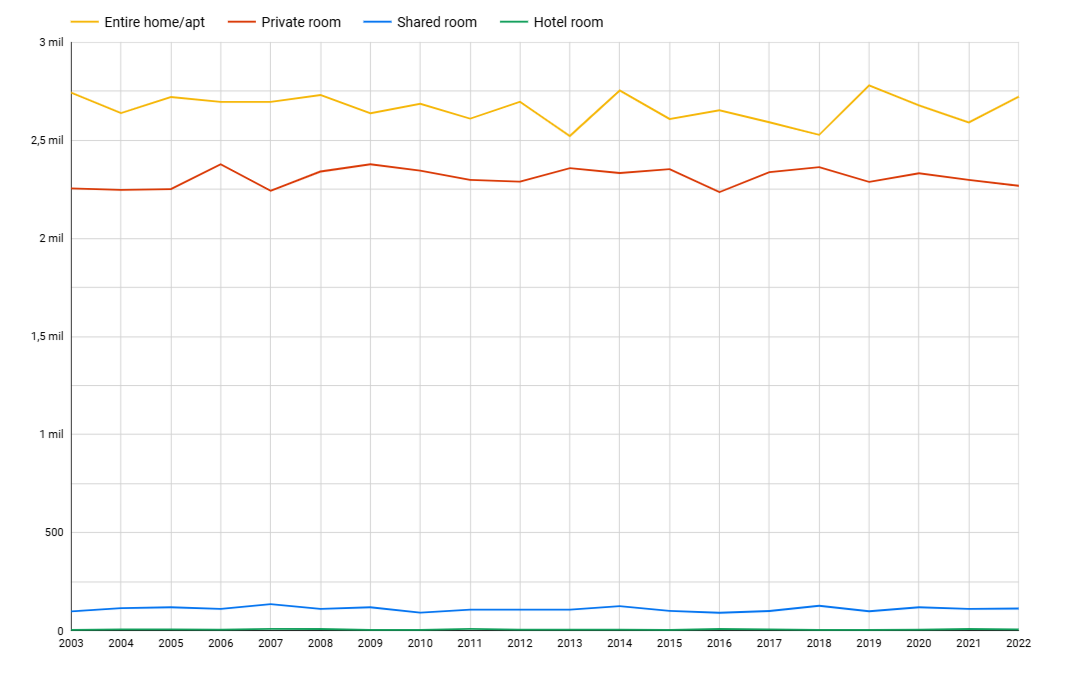 Entire home/apt Private room Shared room Hotel room
3 mil
2,5 mil
2 mil
1,5 mil
1 mil
500
0
2003 2004 2005 2006 2007 2008 2009 2010 2011 2012 2013 2014 2015 2016 2017 2018 2019 2020 2021 2022